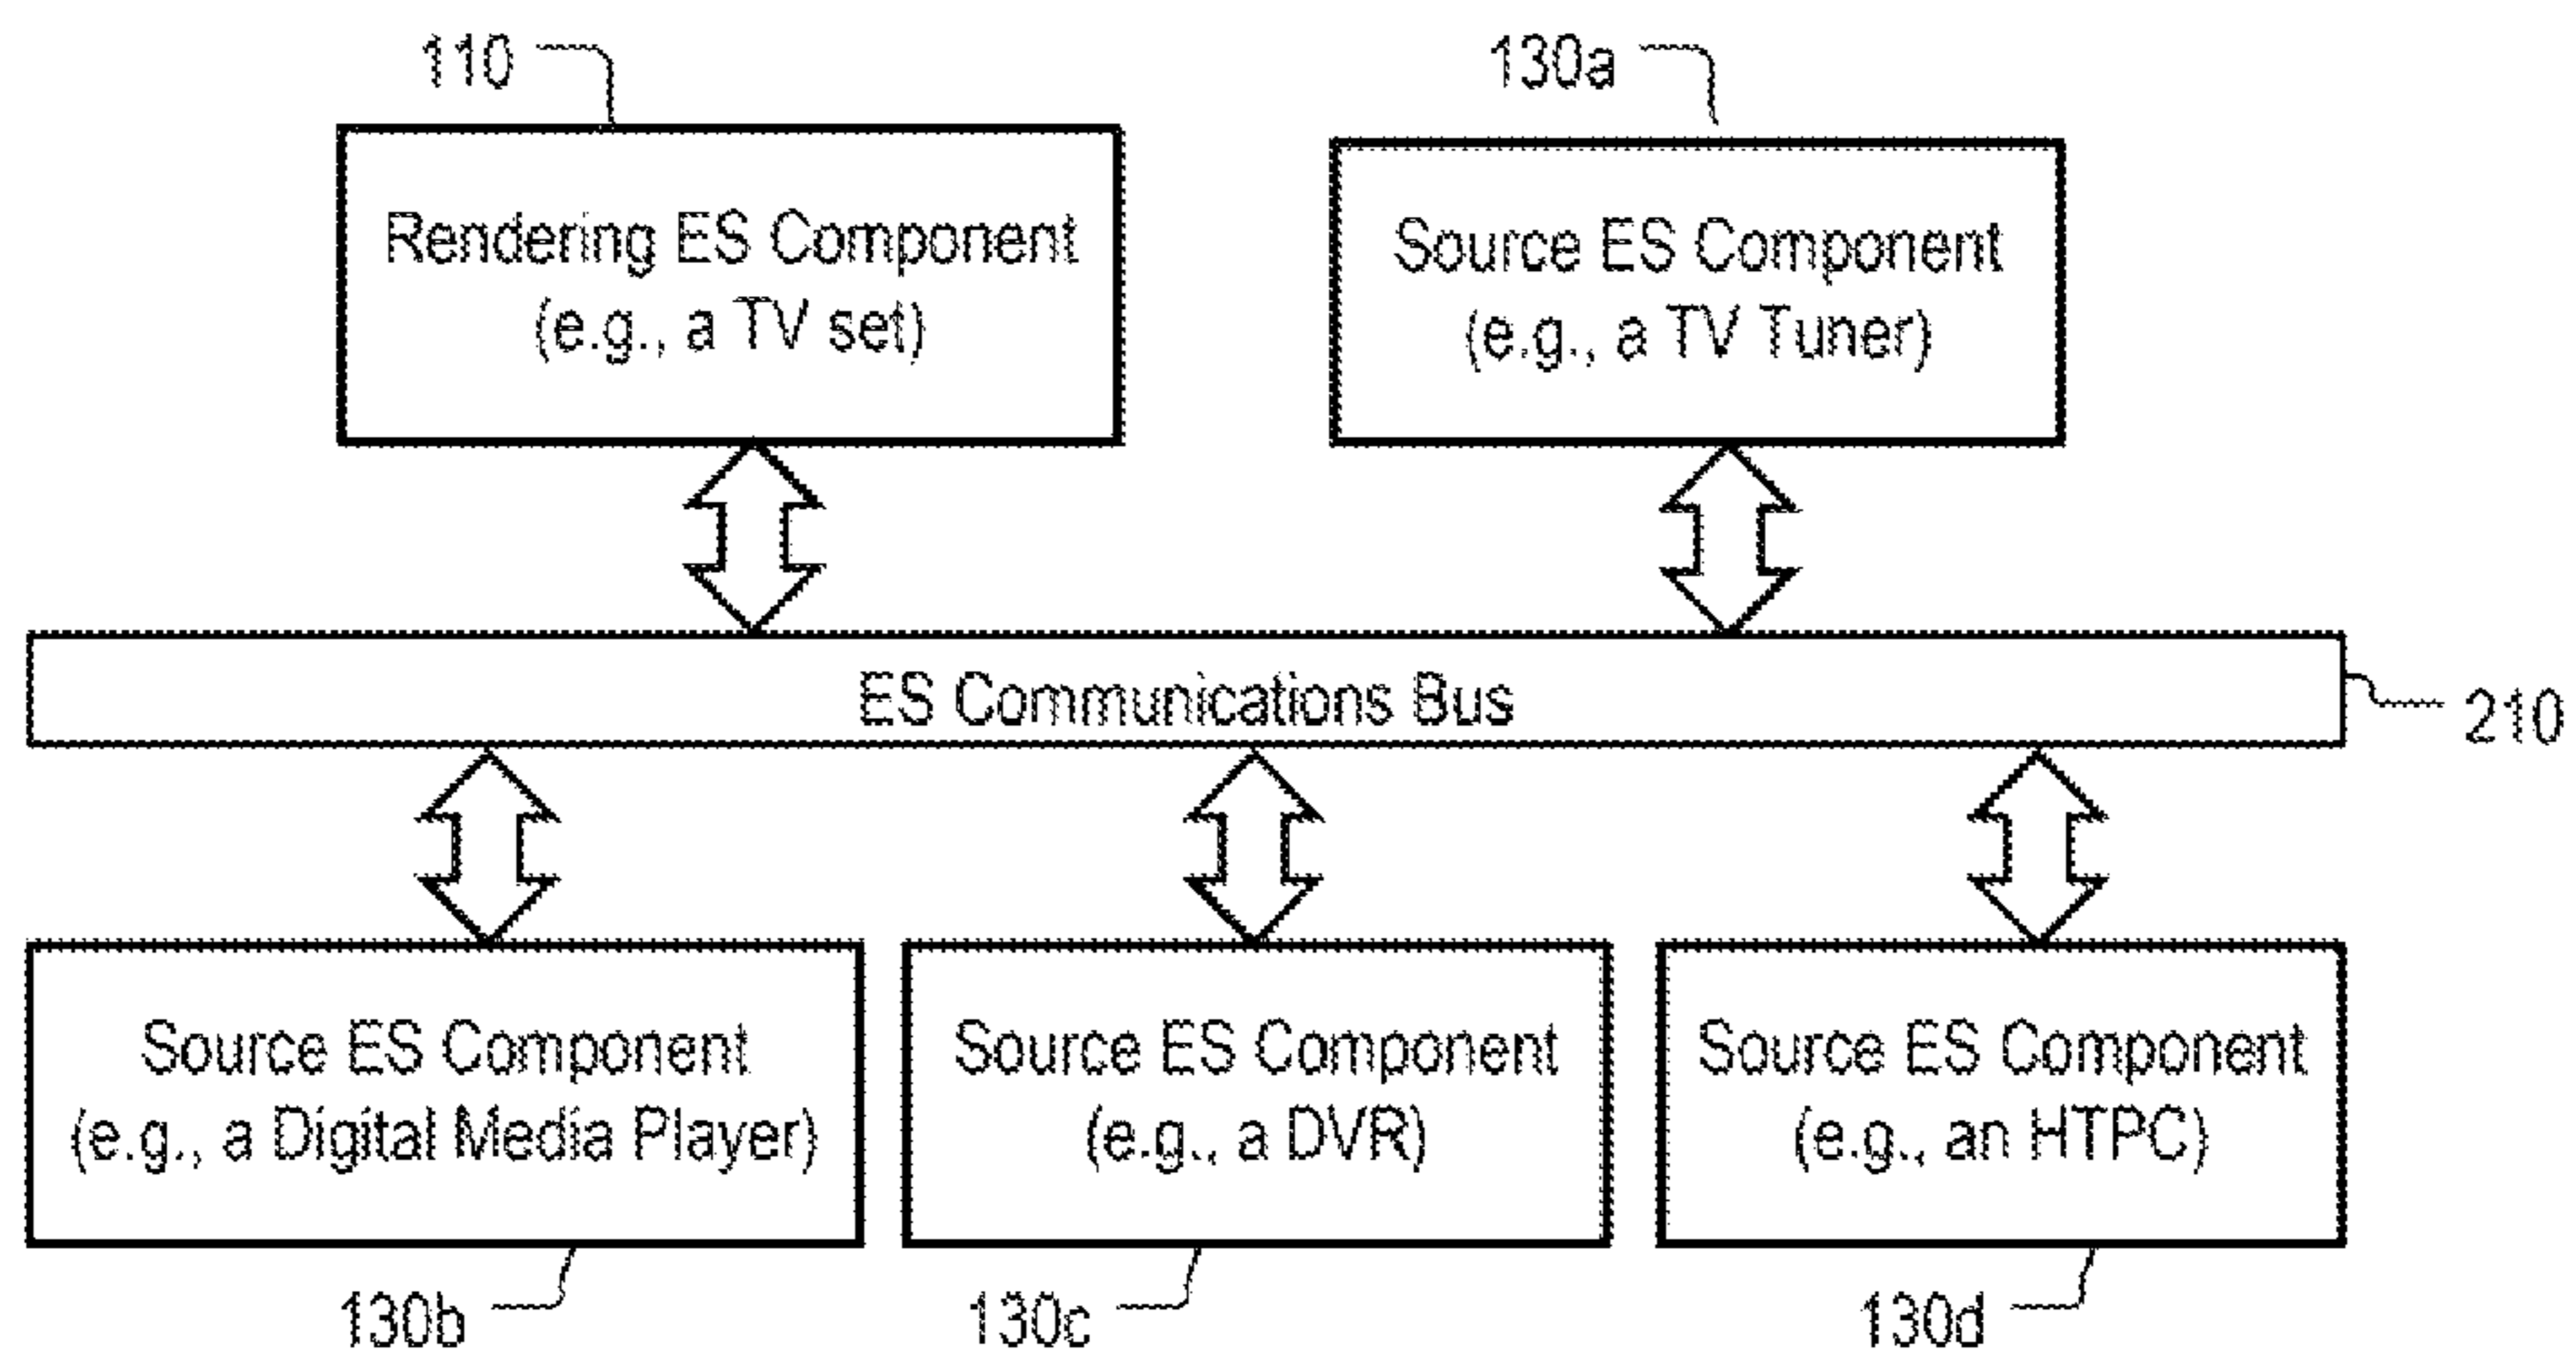 110
130a
Rendering ES Component
(e.g., a TV set)
Source ES Component
(e.g., a TV Tuner)
ES Communications Bus
210
Source ES Component
(e.g., a Digital Media Player)
Source ES Component
(e.g., a DVR)
Source ES Component
(e.g., an HTPC)
130b
130c
130d